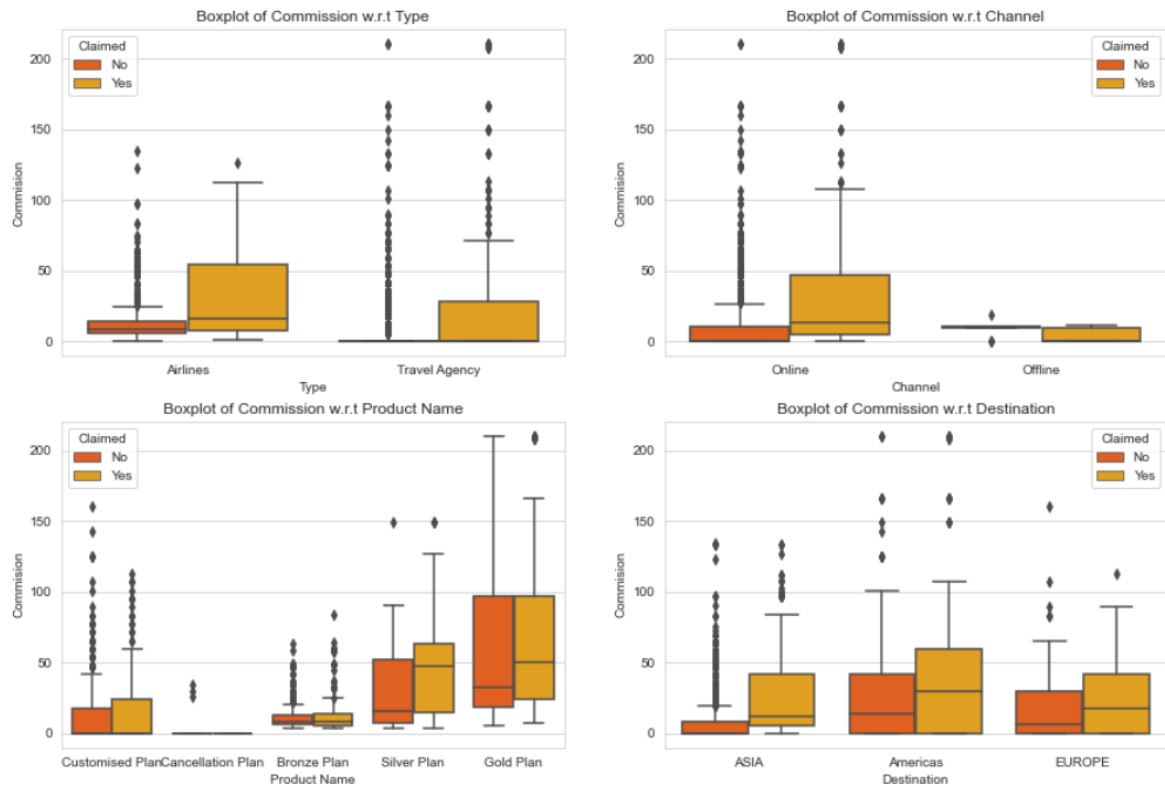 Boxplot of Commission w.r.t Type
Claimed
No
Yes
200
150
100
50
0
Commision
Airlines
Travel Agency
Type
Boxplot of Commission w.r.t Channel
Claimed
No
Yes
200
150
100
50
0
Commision
Online
Offline
Channel
Boxplot of Commission w.r.t Product Name
Claimed
No
Yes
200
150
100
50
0
Commision
Customised Plan
Cancellation Plan
Bronze Plan
Silver Plan
Gold Plan
Product Name
Boxplot of Commission w.r.t Destination
Claimed
No
Yes
200
150
100
50
0
Commision
ASIA
Americas
EUROPE
Destination